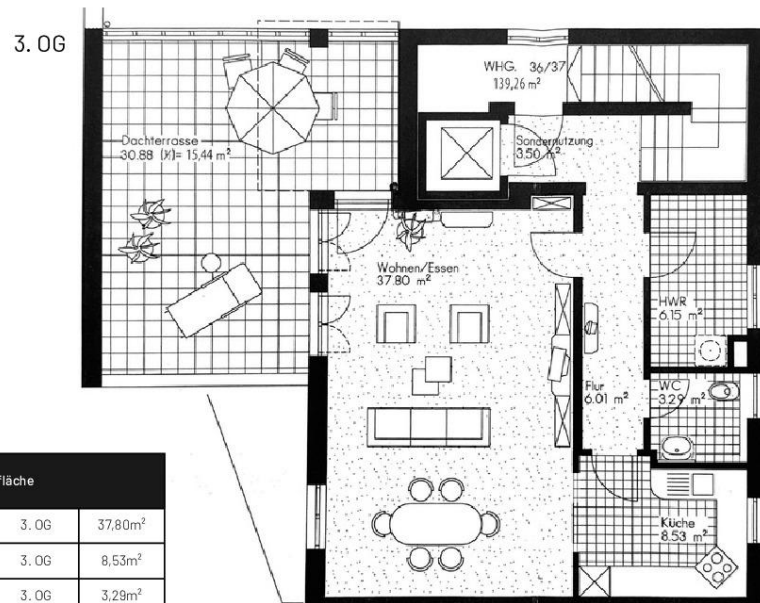 3. OG
WHG. 36/37
139,26 m²
Dachterrasse
30.88 (½)= 15,44 m²
Sondernutzung
3.50 m²
Wohnen/Essen
37.80 m²
HWR
6.15 m²
Flur
6.01 m²
WC
3.29 m²
Küche
8.53 m²
fläche
3. OG 37,80m²
3. OG 8,53m²
3. OG 3,29m²